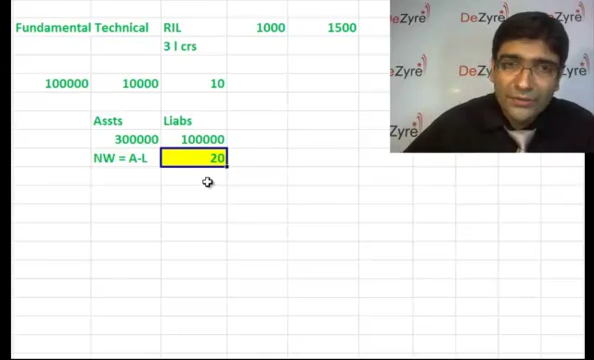 Fundamental Technical RIL 1000 1500
3 l crs
100000 10000 10
Assts Liabs
300000 100000
NW = A-L 20
DeZyre DeZyre
eZyre DeZyre
Zyre